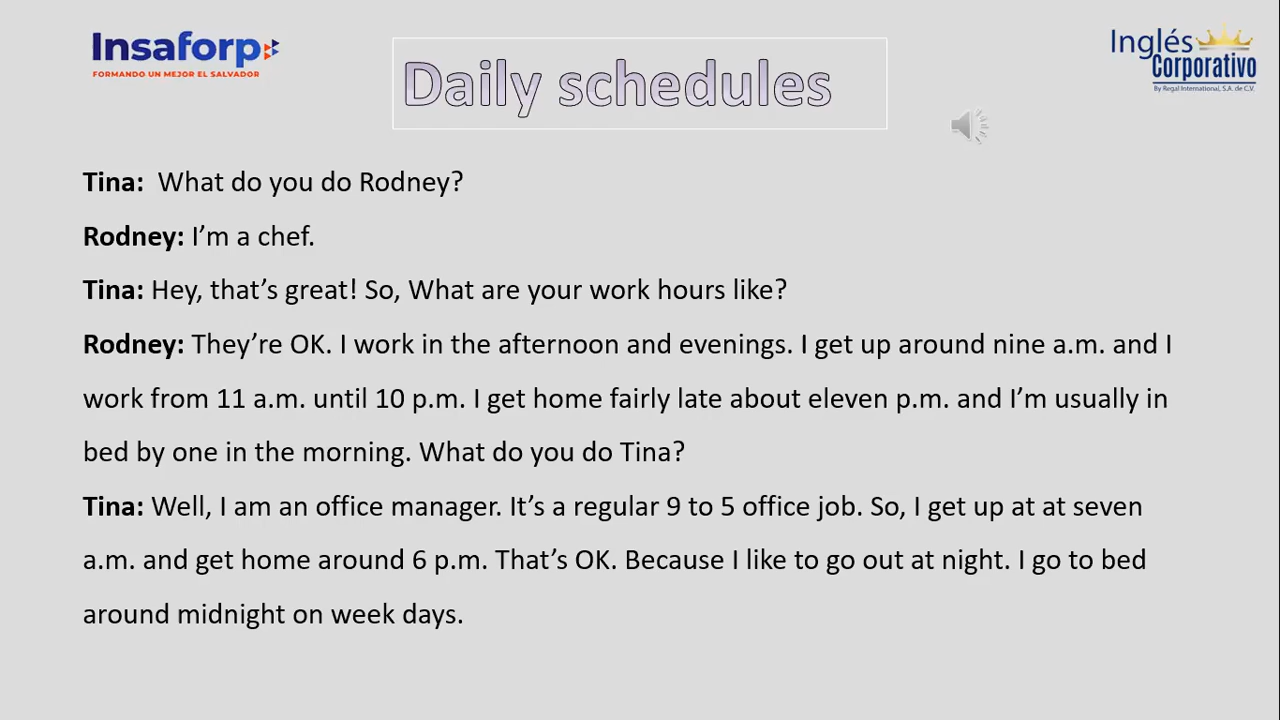 Insaforp
FORMANDO UN MEJOR EL SALVADOR
Inglés
Corporativo
By Regal International, S.A. de C.V.
Daily schedules
Tina: What do you do Rodney?
Rodney: I’m a chef.
Tina: Hey, that’s great! So, What are your work hours like?
Rodney: They’re OK. I work in the afternoon and evenings. I get up around nine a.m. and I
work from 11 a.m. until 10 p.m. I get home fairly late about eleven p.m. and I’m usually in
bed by one in the morning. What do you do Tina?
Tina: Well, I am an office manager. It’s a regular 9 to 5 office job. So, I get up at at seven
a.m. and get home around 6 p.m. That’s OK. Because I like to go out at night. I go to bed
around midnight on week days.